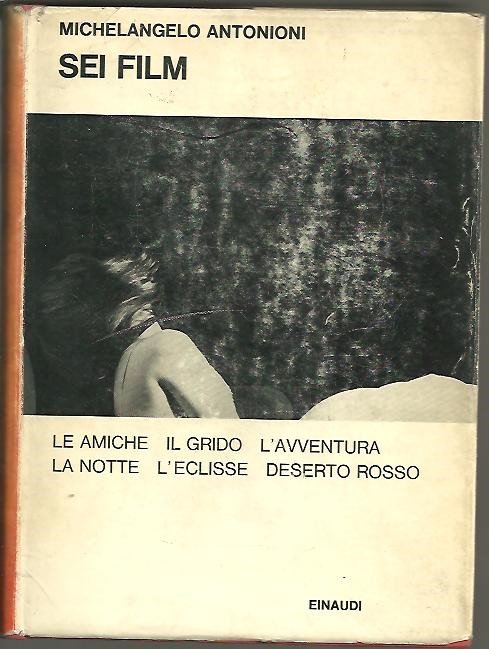 MICHELANGELO ANTONIONI
SEI FILM
LE AMICHE IL GRIDO L'AVVENTURA
LA NOTTE L'ECLISSE DESERTO ROSSO
EINAUDI